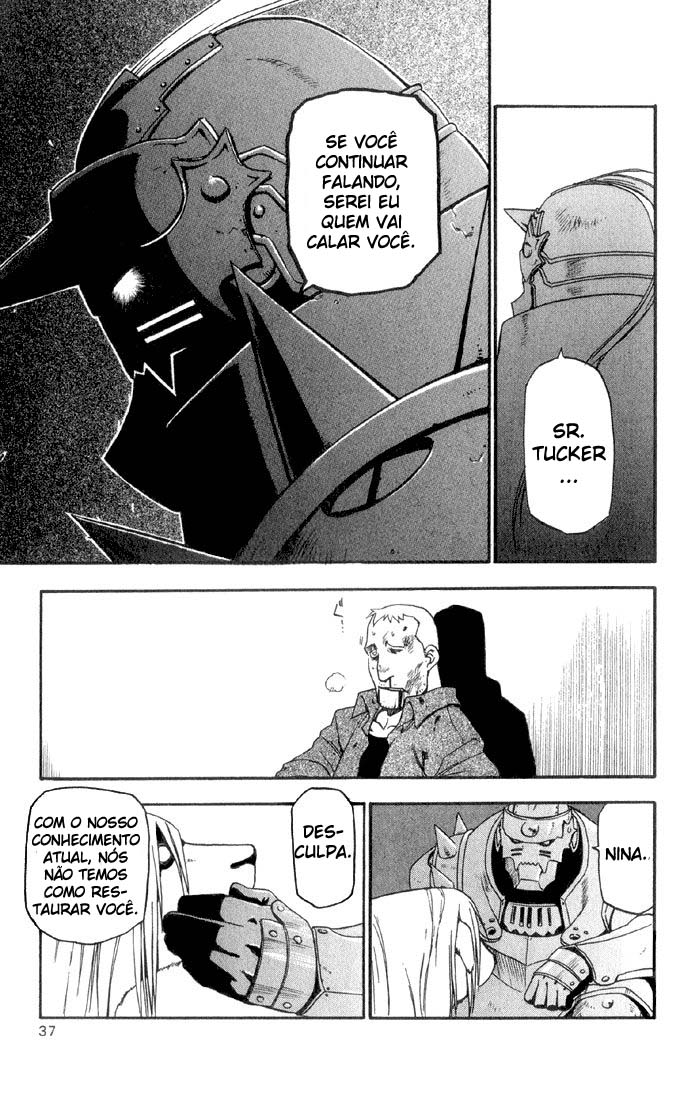 SR.
TUCKER
...
SE VOCÊ
CONTINUAR
FALANDO,
SEREI EU
QUEM VAI
CALAR VOCÊ.
NINA.
DES-
CULPA.
COM O NOSSO
CONHECIMENTO
ATUAL, NÓS
NÃO TEMOS
COMO RES-
TAURAR VOCÊ.
37